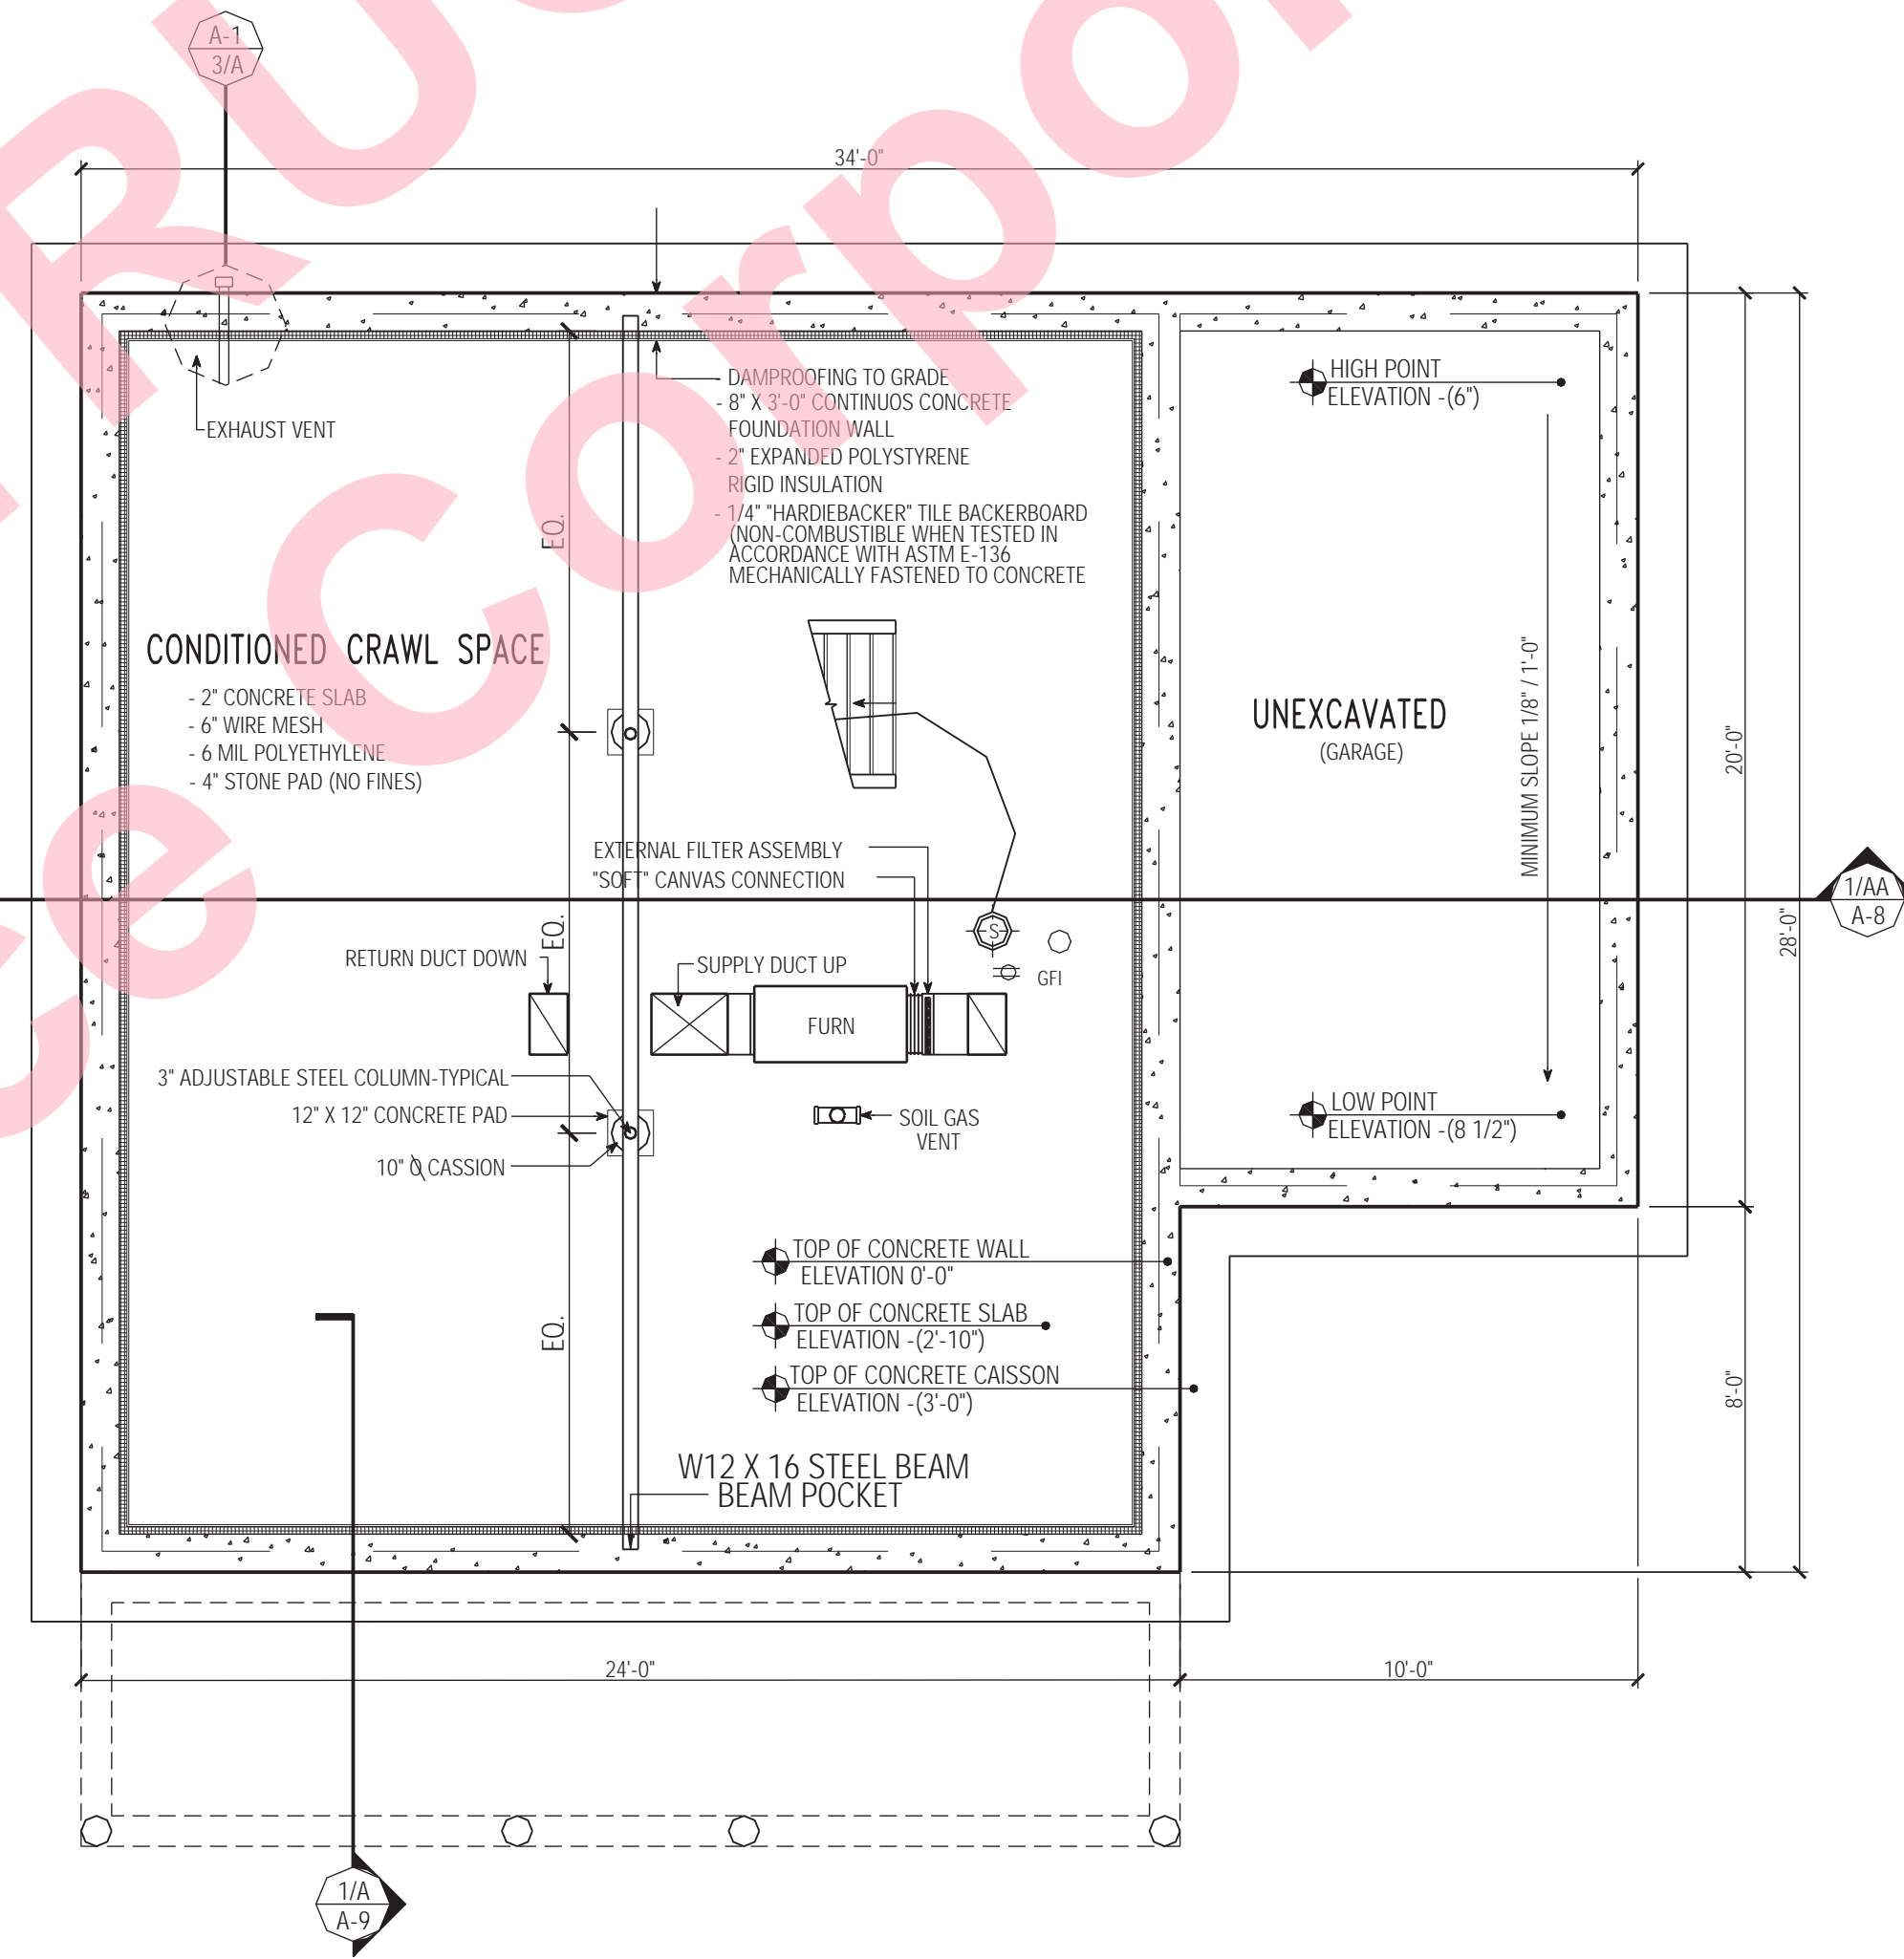 A-1
3/A
34'-0"
EXHAUST VENT
- DAMPROOFING TO GRADE
- 8" X 3'-0" CONTINUOS CONCRETE
FOUNDATION WALL
- 2" EXPANDED POLYSTYRENE
RIGID INSULATION
- 1/4" "HARDIEBACKER" TILE BACKERBOARD
(NON-COMBUSTIBLE WHEN TESTED IN
ACCORDANCE WITH ASTM E-136
MECHANICALLY FASTENED TO CONCRETE
HIGH POINT
ELEVATION -(6")
EQ.
CONDITIONED CRAWL SPACE
- 2" CONCRETE SLAB
- 6" WIRE MESH
- 6 MIL POLYETHYLENE
- 4" STONE PAD (NO FINES)
UNEXCAVATED
(GARAGE)
MINIMUM SLOPE 1/8" / 1'-0"
20'-0"
28'-0"
EXTERNAL FILTER ASSEMBLY
"SOFT" CANVAS CONNECTION
1/AA
A-8
EQ.
S
GFI
RETURN DUCT DOWN
SUPPLY DUCT UP
FURN
3" ADJUSTABLE STEEL COLUMN-TYPICAL
12" X 12" CONCRETE PAD
10" O CASSION
SOIL GAS
VENT
LOW POINT
ELEVATION -(8 1/2")
EQ.
TOP OF CONCRETE WALL
ELEVATION 0'-0"
TOP OF CONCRETE SLAB
ELEVATION -(2'-10")
TOP OF CONCRETE CAISSON
ELEVATION -(3'-0")
8'-0"
W12 X 16 STEEL BEAM
BEAM POCKET
24'-0"
10'-0"
1/A
A-9
Corpor
ce